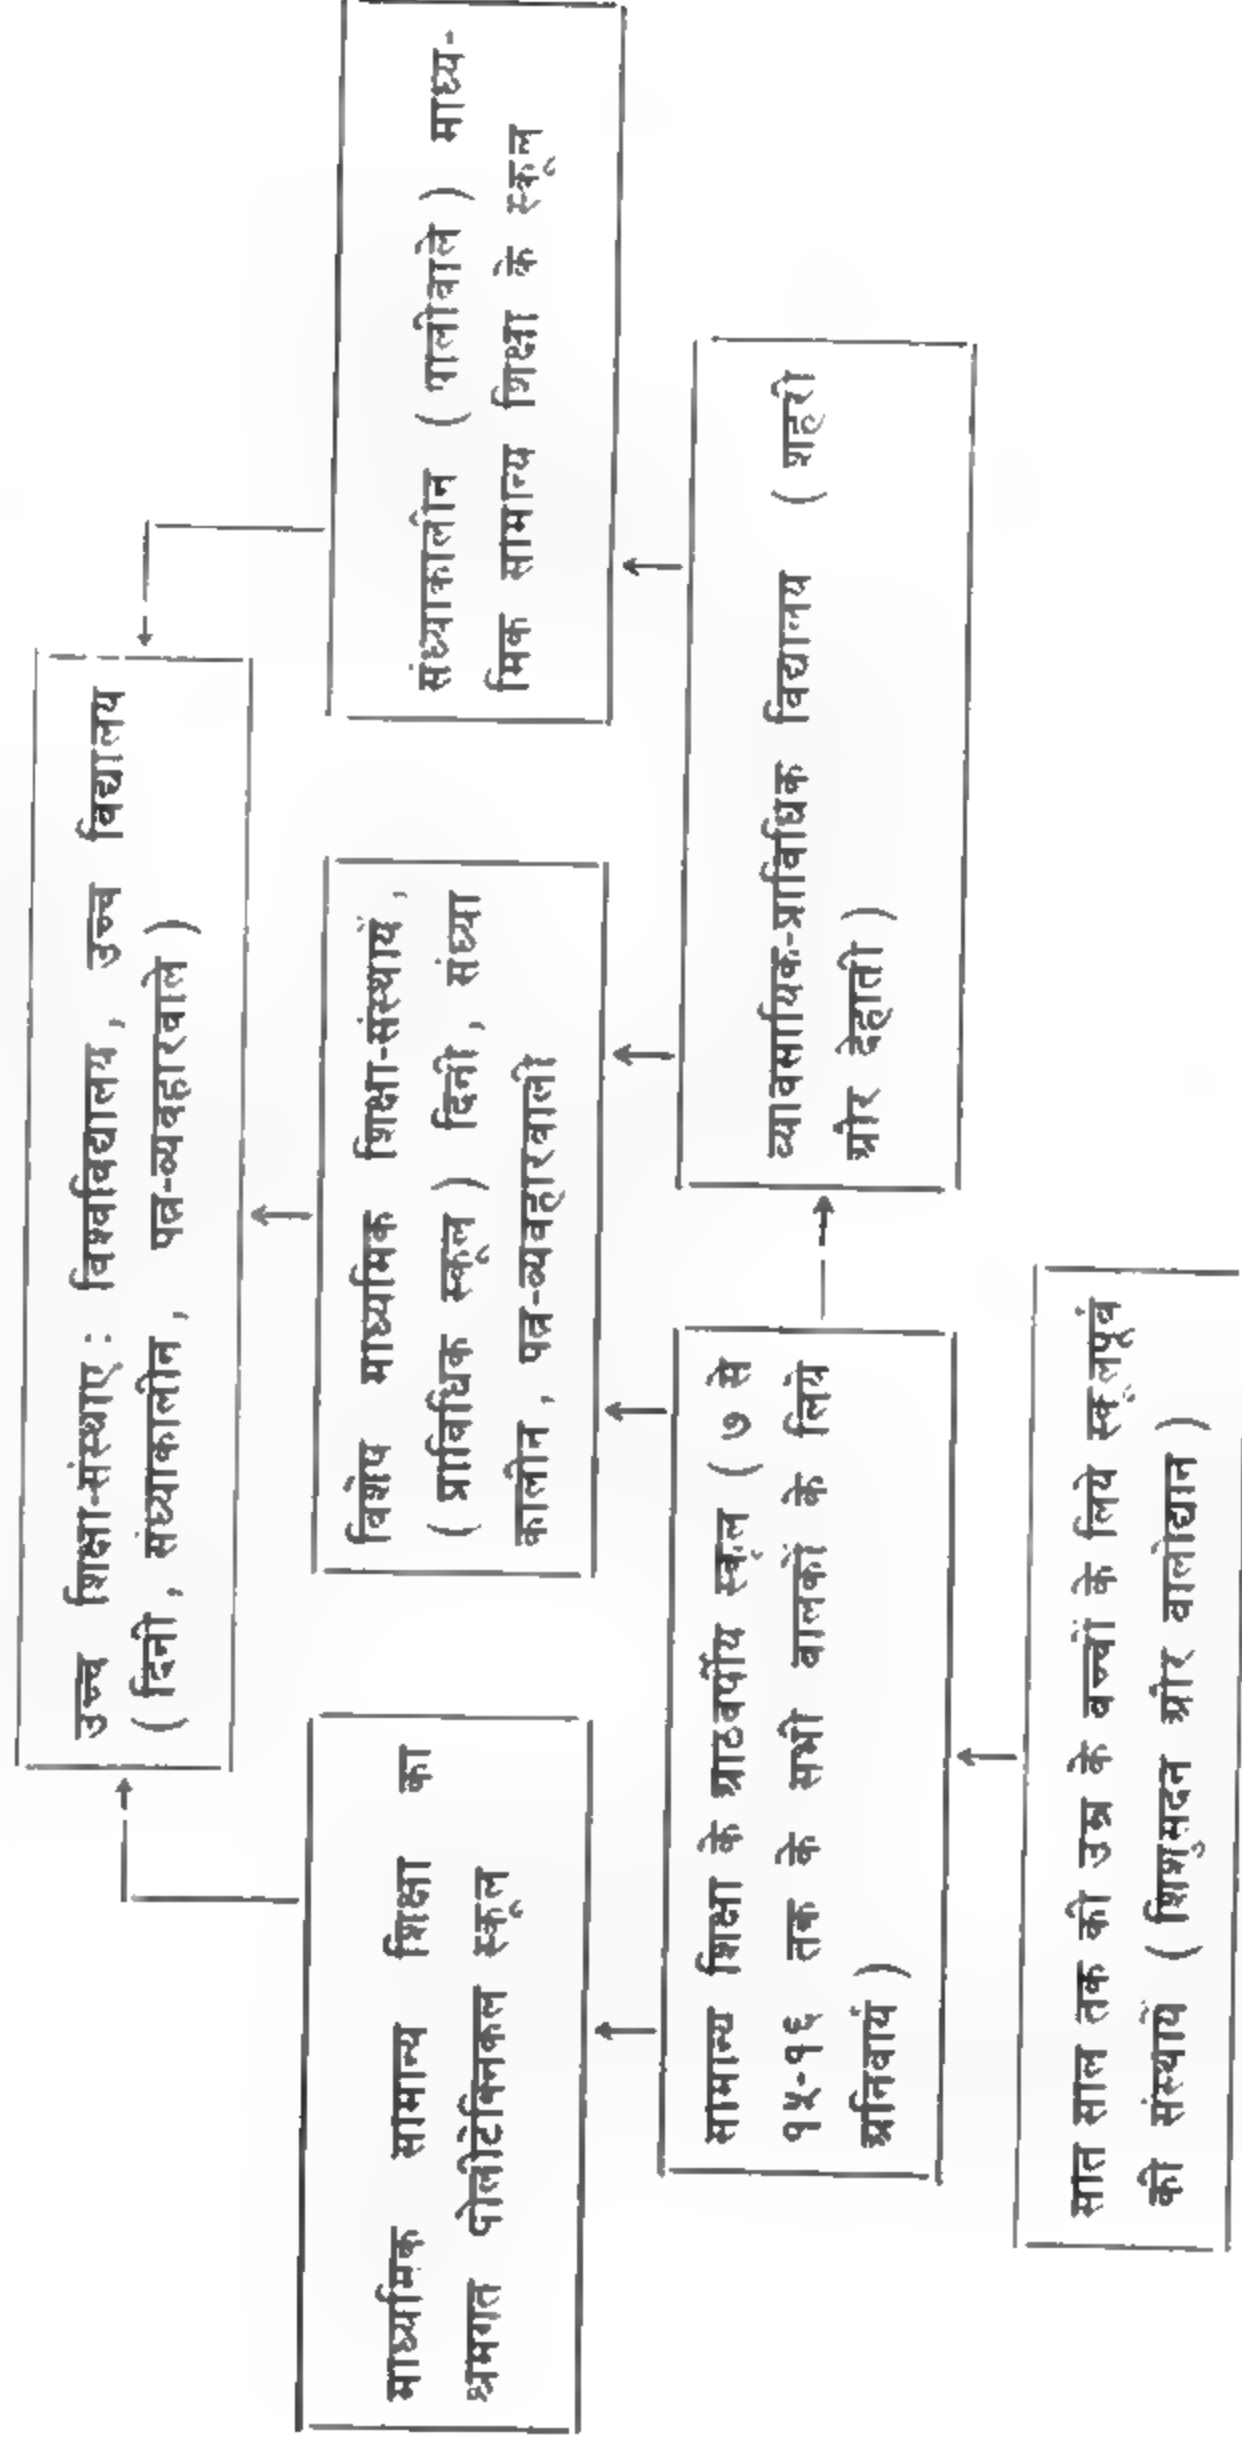 उच्च शिक्षा-संस्थाएं : विश्वविद्यालय, उच्च विद्यालय
( दिनी, संध्याकालीन, पत्र-व्यवहारवाले )
माध्यमिक सामान्य शिक्षा का
श्रमगत पोलीटेक्निकल स्कूल
विशेष माध्यमिक शिक्षा-संस्थायें,
( प्राविधिक स्कूल ) दिनी, संध्या
कालीन, पत्र-व्यवहारवाली
संध्याकालीन ( पालीवाले ) माध्य-
मिक सामान्य शिक्षा के स्कूल
सामान्य शिक्षा के आठवर्षीय स्कूल ( ७ से
१५-१६ तक के सभी बालकों के लिये
अनिवार्य )
व्यावसायिक-प्राविधिक विद्यालय ( शहरी
और देहाती )
सात साल तक की उम्र के बच्चों के लिये स्कूलपूर्व
की संस्थायें ( शिशुसदन और बालोद्यान )